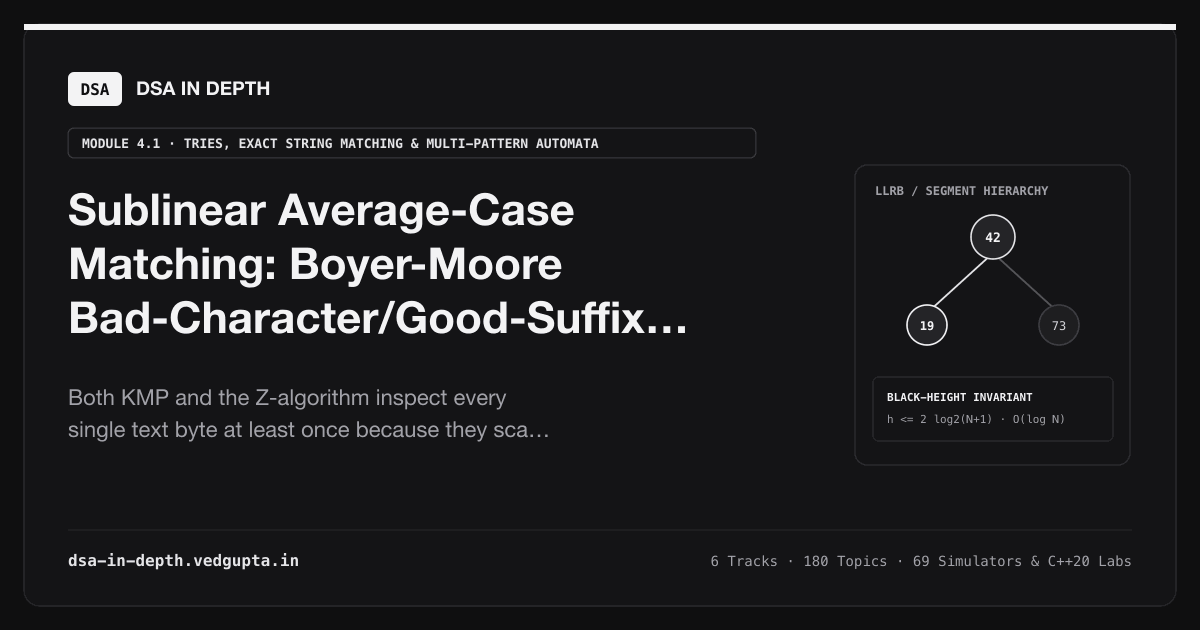 DSA
DSA IN DEPTH
MODULE 4.1 · TRIES, EXACT STRING MATCHING & MULTI-PATTERN AUTOMATA
Sublinear Average-Case
Matching: Boyer-Moore
Bad-Character/Good-Suffix...
Both KMP and the Z-algorithm inspect every
single text byte at least once because they sca...
LLRB / SEGMENT HIERARCHY
42
19
73
BLACK-HEIGHT INVARIANT
h <= 2 log2(N+1) · O(log N)
dsa-in-depth.vedgupta.in
6 Tracks · 180 Topics · 69 Simulators & C++20 Labs